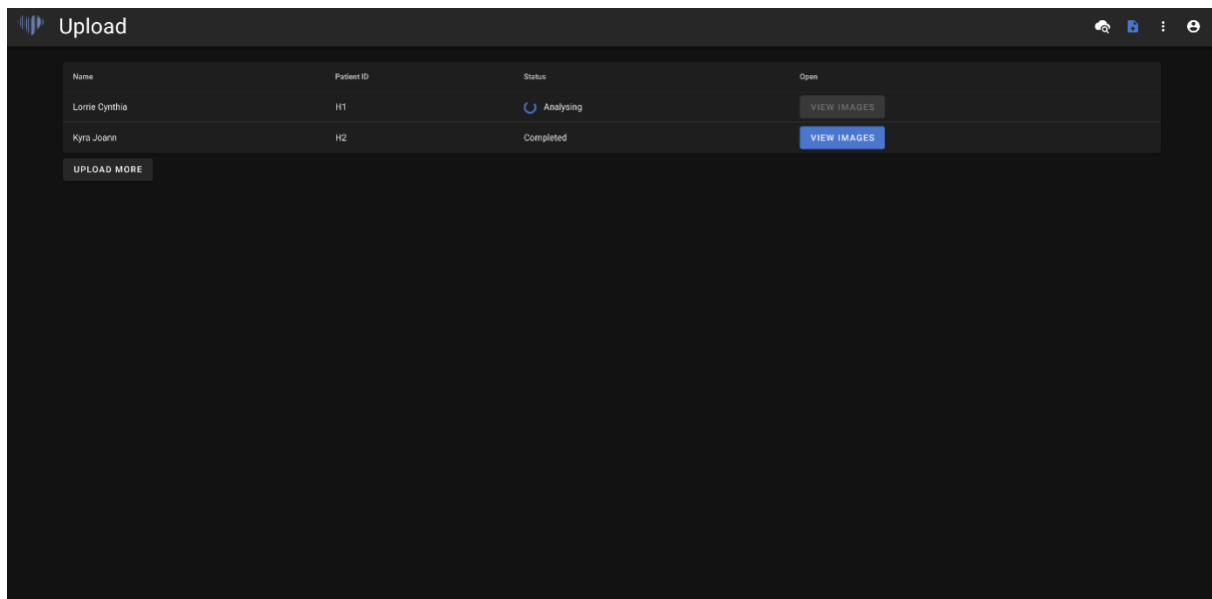 Upload
Name Patient ID Status Open
Lorrie Cynthia H1 Analysing VIEW IMAGES
Kyra Joann H2 Completed VIEW IMAGES
UPLOAD MORE